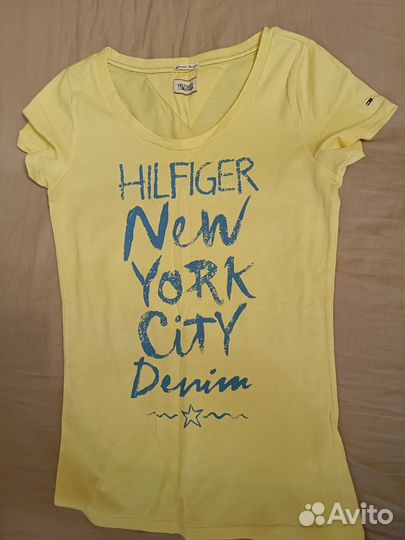 HILFIGER
New
YORK
CiTY
Denim
Avito